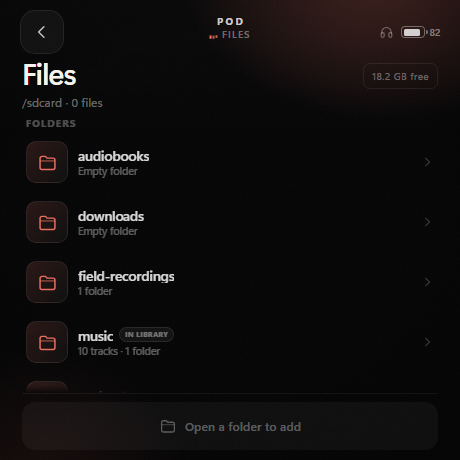 POD
FILES
82
Files
18.2 GB free
/sdcard · 0 files
FOLDERS
audiobooks
Empty folder
downloads
Empty folder
field-recordings
1 folder
music IN LIBRARY
10 tracks · 1 folder
Open a folder to add